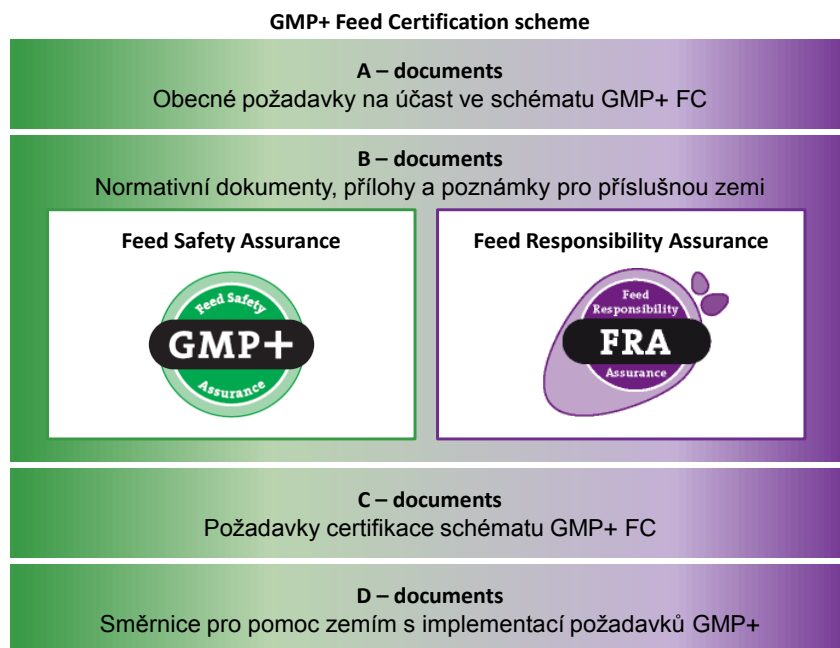 GMP+ Feed Certification scheme
A – documents
Obecné požadavky na účast ve schématu GMP+ FC
B – documents
Normativní dokumenty, přílohy a poznámky pro příslušnou zemi
Feed Safety Assurance
Feed Safety
GMP+
Assurance
Feed Responsibility Assurance
Feed
Responsibility
FRA
Assurance
C – documents
Požadavky certifikace schématu GMP+ FC
D – documents
Směrnice pro pomoc zemím s implementací požadavků GMP+